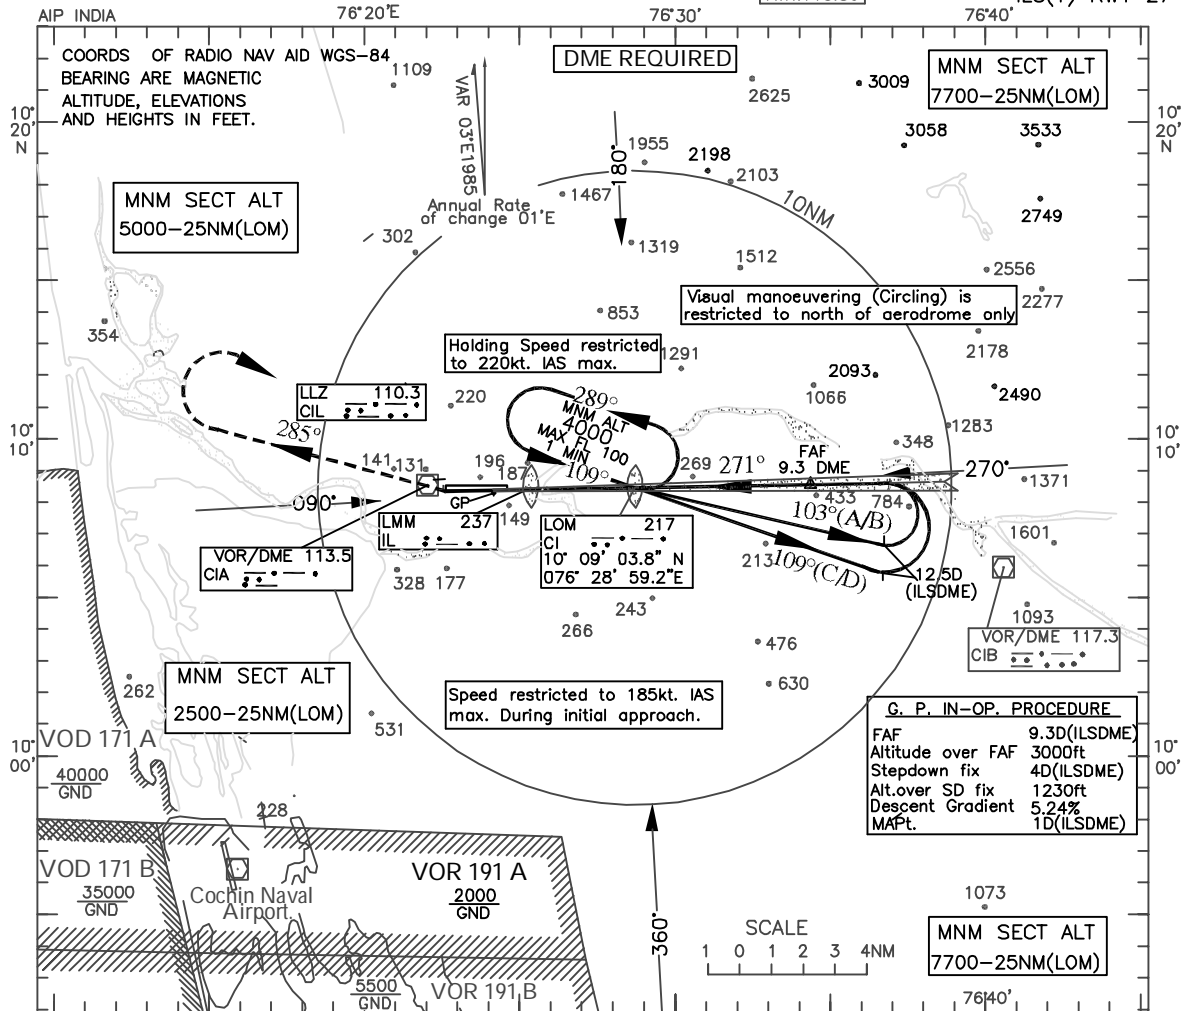 AIP INDIA
76°20'E
76°30'
76°40'
COORDS OF RADIO NAV AID WGS-84
BEARING ARE MAGNETIC
ALTITUDE, ELEVATIONS
AND HEIGHTS IN FEET.
DME REQUIRED
MNM SECT ALT
7700-25NM(LOM)
10°
20'
N
10°
20'
N
VAR 03°E1985
Annual Rate
of change 01'E
1109
2625
3009
3058
3533
2749
180°
1955
2198
2103
1467
10NM
MNM SECT ALT
5000-25NM(LOM)
302
1319
1512
2556
2277
Visual manoeuvering (Circling) is
restricted to north of aerodrome only
853
354
2178
Holding Speed restricted
to 220kt. IAS max.
1291
2093
2490
LLZ 110.3
CIL
220
289°
MNM ALT
4000
MAX FL 100
1 MIN
109°
1066
1283
348
285°
10°
10'
10°
10'
141
131
196
187
269
271°
FAF
9.3 DME
270°
1371
090°
GP
149
433
784
103°(A/B)
LMM 237
IL
LOM 217
CI
10° 09' 03.8" N
076° 28' 59.2"E
1601
VOR/DME 113.5
CIA
213
109°(C/D)
12.5D
(ILSDME)
328
177
243
266
1093
VOR/DME 117.3
CIB
476
630
MNM SECT ALT
2500-25NM(LOM)
262
531
Speed restricted to 185kt. IAS
max. During initial approach.
G. P. IN-OP. PROCEDURE
FAF 9.3D(ILSDME)
Altitude over FAF 3000ft
Stepdown fix 4D(ILSDME)
Alt.over SD fix 1230ft
Descent Gradient 5.24%
MAPt. 1D(ILSDME)
10°
00'
10°
00'
VOD 171 A
40000
GND
228
VOD 171 B
35000
GND
Cochin Naval
Airport.
VOR 191 A
2000
GND
360°
SCALE
1 0 1 2 3 4NM
1073
MNM SECT ALT
7700-25NM(LOM)
5500
GND
VOR 191 B
76°40'